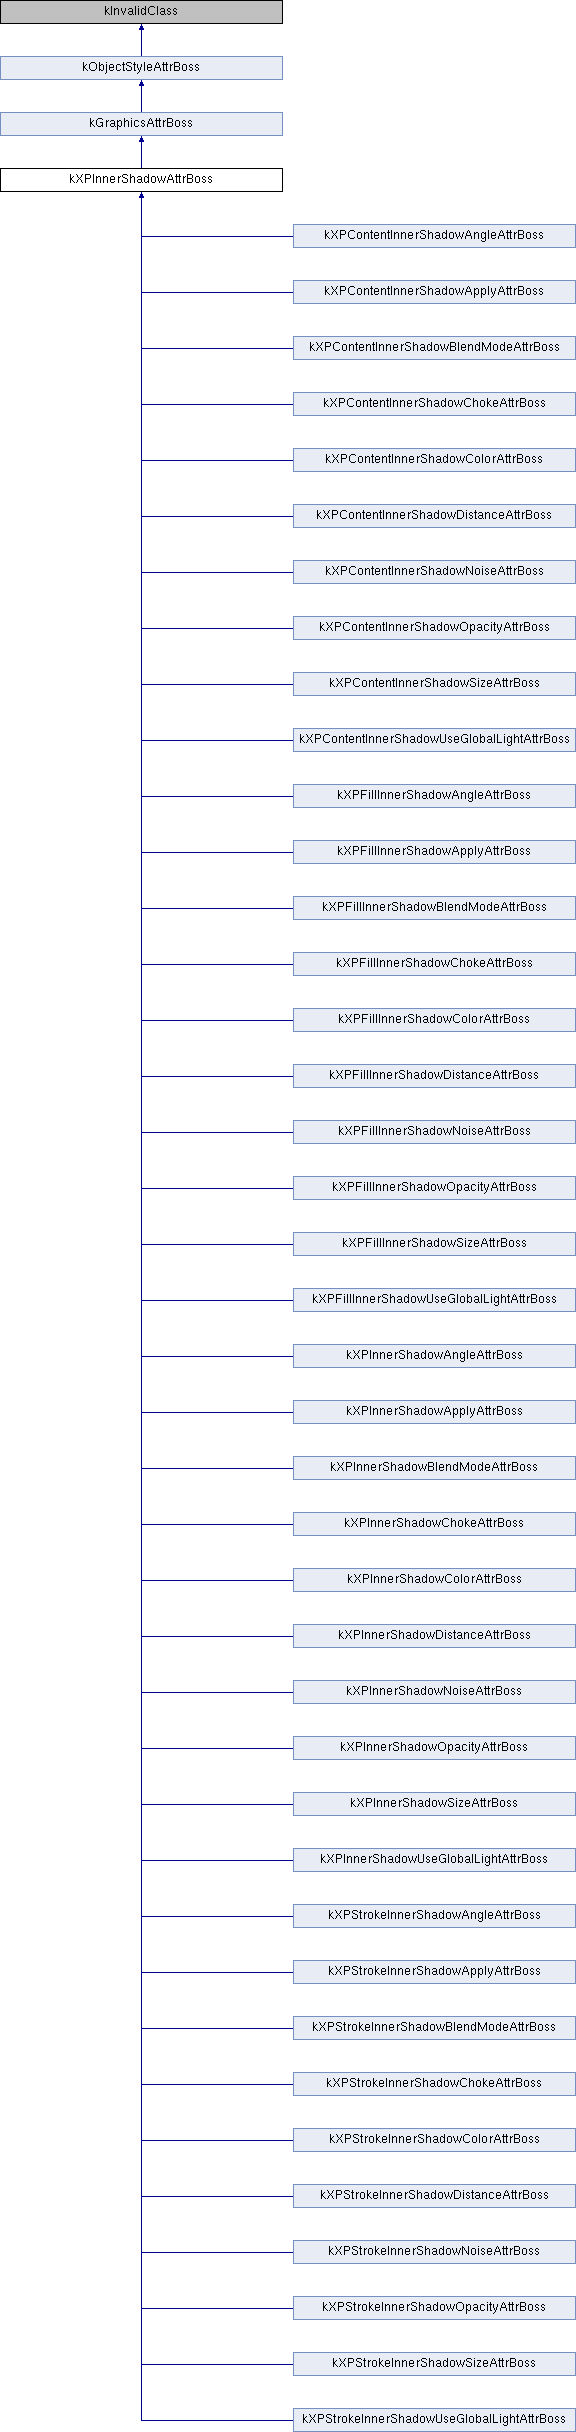 kInvalidClass
kObjectStyleAttrBoss
kGraphicsAttrBoss
kXPInnerShadowAttrBoss
kXPContentInnerShadowAngleAttrBoss
kXPContentInnerShadowApplyAttrBoss
kXPContentInnerShadowBlendModeAttrBoss
kXPContentInnerShadowChokeAttrBoss
kXPContentInnerShadowColorAttrBoss
kXPContentInnerShadowDistanceAttrBoss
kXPContentInnerShadowNoiseAttrBoss
kXPContentInnerShadowOpacityAttrBoss
kXPContentInnerShadowSizeAttrBoss
kXPContentInnerShadowUseGlobalLightAttrBoss
kXPFillInnerShadowAngleAttrBoss
kXPFillInnerShadowApplyAttrBoss
kXPFillInnerShadowBlendModeAttrBoss
kXPFillInnerShadowChokeAttrBoss
kXPFillInnerShadowColorAttrBoss
kXPFillInnerShadowDistanceAttrBoss
kXPFillInnerShadowNoiseAttrBoss
kXPFillInnerShadowOpacityAttrBoss
kXPFillInnerShadowSizeAttrBoss
kXPFillInnerShadowUseGlobalLightAttrBoss
kXPInnerShadowAngleAttrBoss
kXPInnerShadowApplyAttrBoss
kXPInnerShadowBlendModeAttrBoss
kXPInnerShadowChokeAttrBoss
kXPInnerShadowColorAttrBoss
kXPInnerShadowDistanceAttrBoss
kXPInnerShadowNoiseAttrBoss
kXPInnerShadowOpacityAttrBoss
kXPInnerShadowSizeAttrBoss
kXPInnerShadowUseGlobalLightAttrBoss
kXPStrokeInnerShadowAngleAttrBoss
kXPStrokeInnerShadowApplyAttrBoss
kXPStrokeInnerShadowBlendModeAttrBoss
kXPStrokeInnerShadowChokeAttrBoss
kXPStrokeInnerShadowColorAttrBoss
kXPStrokeInnerShadowDistanceAttrBoss
kXPStrokeInnerShadowNoiseAttrBoss
kXPStrokeInnerShadowOpacityAttrBoss
kXPStrokeInnerShadowSizeAttrBoss
kXPStrokeInnerShadowUseGlobalLightAttrBoss